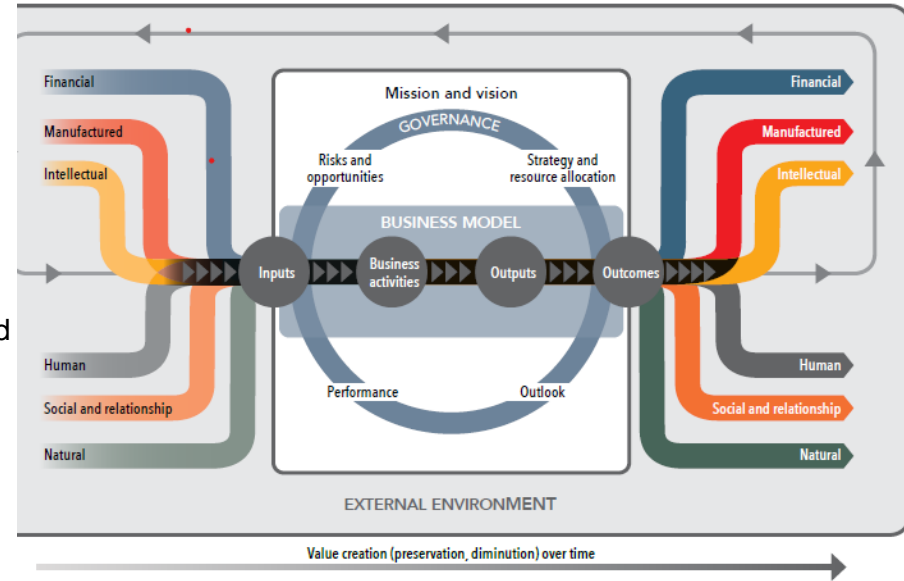 Financial
Manufactured
Intellectual
Human
Social and relationship
Natural
d
Mission and vision
GOVERNANCE
Risks and
opportunities
Strategy and
resource allocation
BUSINESS MODEL
Inputs
Business
activities
Outputs
Outcomes
Performance
Outlook
Financial
Manufactured
Intellectual
Human
Social and relationship
Natural
EXTERNAL ENVIRONMENT
Value creation (preservation, diminution) over time